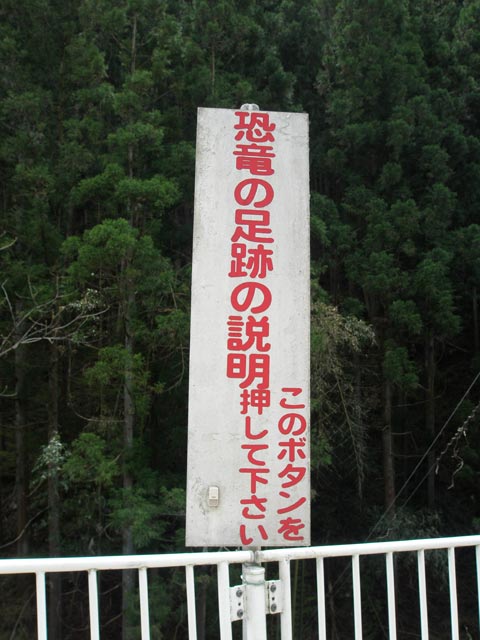 恐竜の足跡の説明
このボタンを
押して下さい